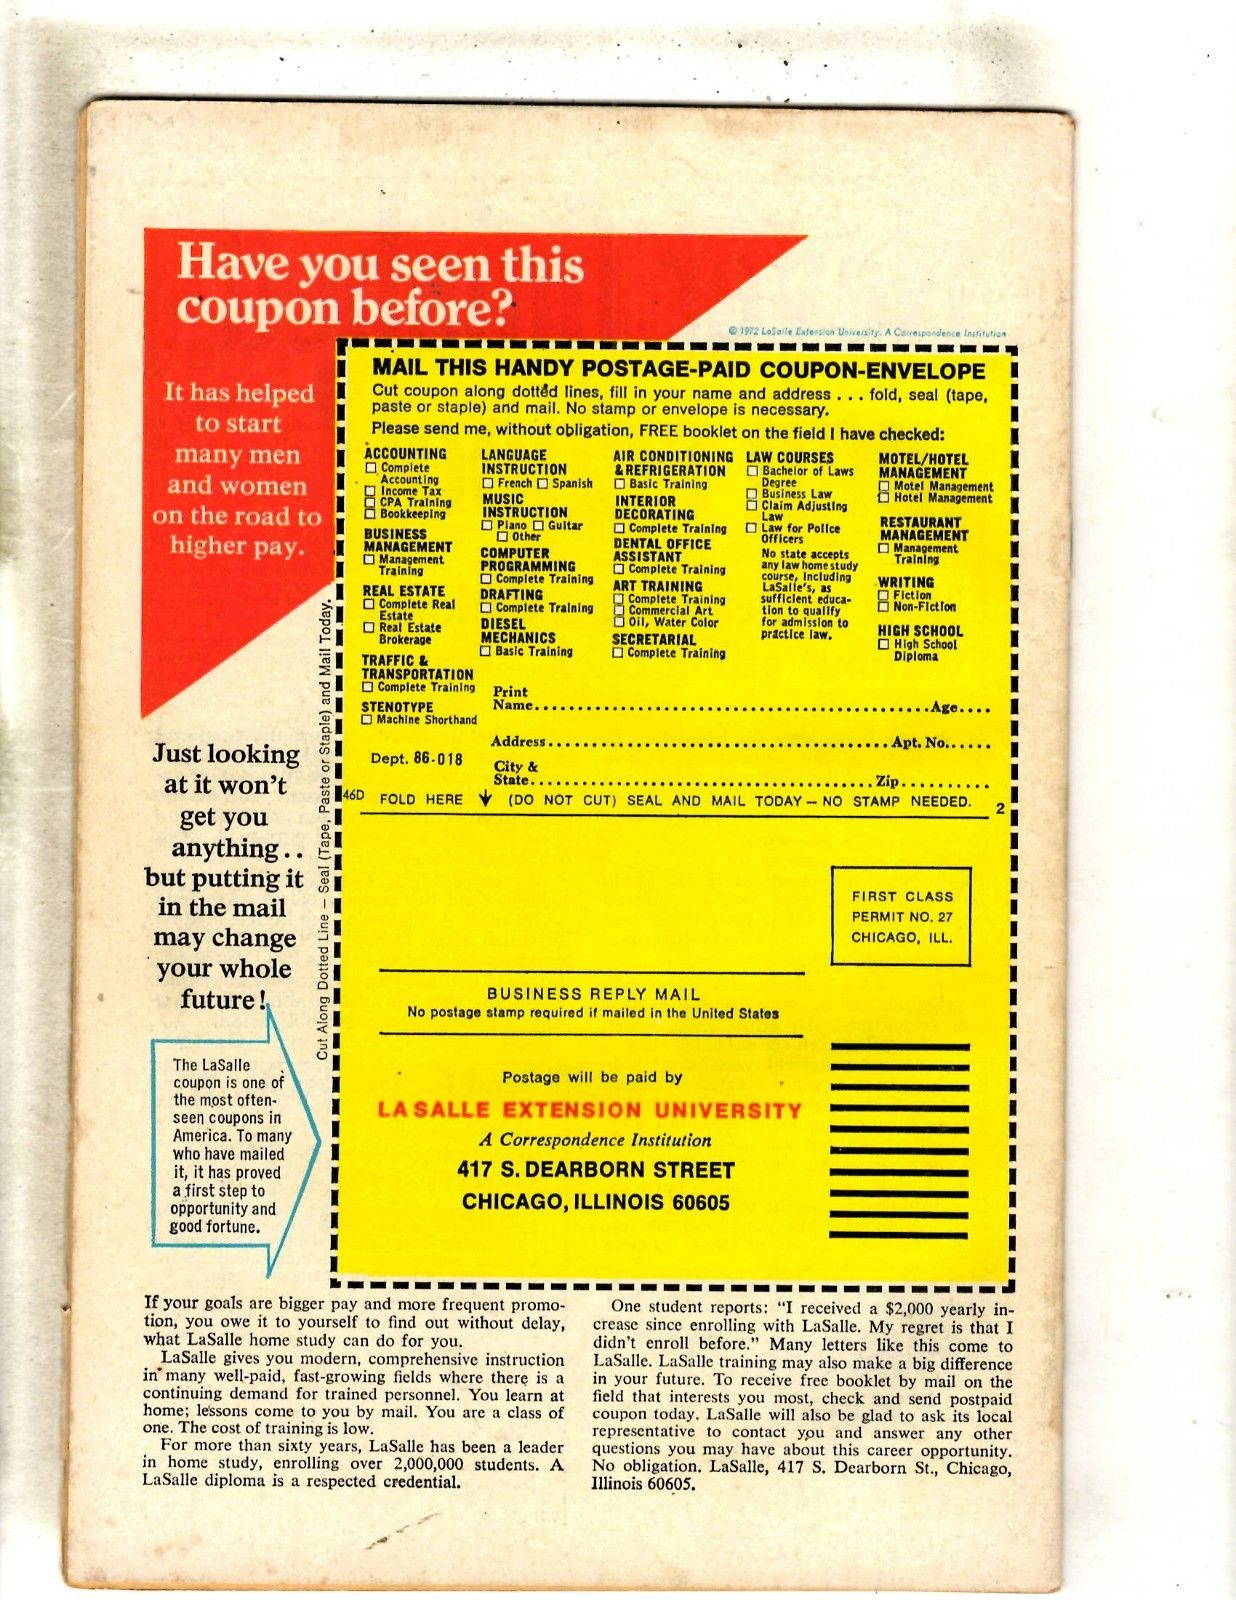 Have you seen this
coupon before?
© 1972 LaSalle Extension University. A Correspondence Institution
It has helped
to start
many men
and women
on the road to
higher pay.
Just looking
at it won't
get you
anything..
but putting it
in the mail
may change
your whole
future!
The LaSalle
coupon is one of
the most often-
seen coupons in
America. To many
who have mailed
it, it has proved
a first step to
opportunity and
good fortune.
Cut Along Dotted Line – Seal (Tape, Paste or Staple) and Mail Today.
MAIL THIS HANDY POSTAGE-PAID COUPON-ENVELOPE
Cut coupon along dotted lines, fill in your name and address . . . fold, seal (tape,
paste or staple) and mail. No stamp or envelope is necessary.
Please send me, without obligation, FREE booklet on the field I have checked:
ACCOUNTING
☐ Complete
Accounting
☐ Income Tax
☐ CPA Training
☐ Bookkeeping
BUSINESS
MANAGEMENT
☐ Management
Training
REAL ESTATE
☐ Complete Real
Estate
☐ Real Estate
Brokerage
TRAFFIC &
TRANSPORTATION
☐ Complete Training
STENOTYPE
☐ Machine Shorthand
LANGUAGE
INSTRUCTION
☐ French ☐ Spanish
MUSIC
INSTRUCTION
☐ Piano ☐ Guitar
☐ Other
COMPUTER
PROGRAMMING
☐ Complete Training
DRAFTING
☐ Complete Training
DIESEL
MECHANICS
☐ Basic Training
AIR CONDITIONING
& REFRIGERATION
☐ Basic Training
INTERIOR
DECORATING
☐ Complete Training
DENTAL OFFICE
ASSISTANT
☐ Complete Training
ART TRAINING
☐ Complete Training
☐ Commercial Art
☐ Oil, Water Color
SECRETARIAL
☐ Complete Training
LAW COURSES
☐ Bachelor of Laws
Degree
☐ Business Law
☐ Claim Adjusting
Law
☐ Law for Police
Officers
No state accepts
any law home study
course, including
LaSalle's, as
sufficient educa-
tion to qualify
for admission to
practice law.
MOTEL/HOTEL
MANAGEMENT
☐ Motel Management
☐ Hotel Management
RESTAURANT
MANAGEMENT
☐ Management
Training
WRITING
☐ Fiction
☐ Non-Fiction
HIGH SCHOOL
☐ High School
Diploma
Print
Name........................................Age....
Address........................................Apt. No......
Dept. 86-018
City &
State........................................Zip..........
46D FOLD HERE ↓ (DO NOT CUT) SEAL AND MAIL TODAY – NO STAMP NEEDED. 2
FIRST CLASS
PERMIT NO. 27
CHICAGO, ILL.
BUSINESS REPLY MAIL
No postage stamp required if mailed in the United States
Postage will be paid by
LA SALLE EXTENSION UNIVERSITY
A Correspondence Institution
417 S. DEARBORN STREET
CHICAGO, ILLINOIS 60605
If your goals are bigger pay and more frequent promo-
tion, you owe it to yourself to find out without delay,
what LaSalle home study can do for you.
LaSalle gives you modern, comprehensive instruction
in many well-paid, fast-growing fields where there is a
continuing demand for trained personnel. You learn at
home; lessons come to you by mail. You are a class of
one. The cost of training is low.
For more than sixty years, LaSalle has been a leader
in home study, enrolling over 2,000,000 students. A
LaSalle diploma is a respected credential.
One student reports: "I received a $2,000 yearly in-
crease since enrolling with LaSalle. My regret is that I
didn't enroll before." Many letters like this come to
LaSalle. LaSalle training may also make a big difference
in your future. To receive free booklet by mail on the
field that interests you most, check and send postpaid
coupon today. LaSalle will also be glad to ask its local
representative to contact you and answer any other
questions you may have about this career opportunity.
No obligation. LaSalle, 417 S. Dearborn St., Chicago,
Illinois 60605.